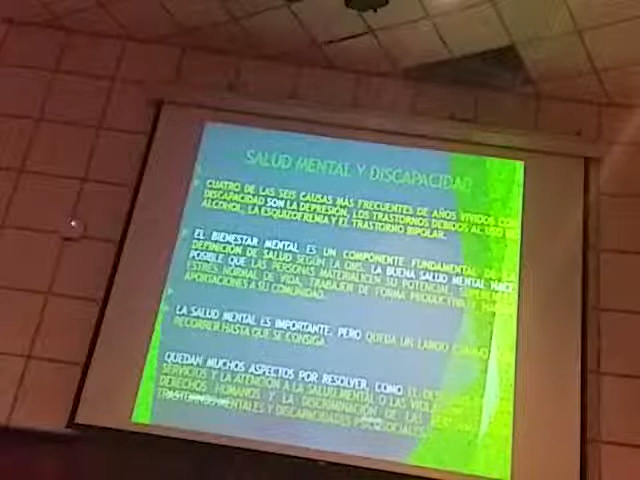 SALUD MENTAL Y DISCAPACIDAD
CUATRO DE LAS SEIS CAUSAS MÁS FRECUENTES DE AÑOS VIVIDOS CON
DISCAPACIDAD SON LA DEPRESIÓN, LOS TRASTORNOS DEBIDOS AL USO
ALCOHOL, LA ESQUIZOFRENIA Y EL TRASTORNO BIPOLAR.
EL BIENESTAR MENTAL ES UN COMPONENTE FUNDAMENTAL DE
DEFINICIÓN DE SALUD SEGÚN LA OMS. LA BUENA SALUD MENTAL HACE
POSIBLE QUE LAS PERSONAS MATERIALICEN SU POTENCIAL, SUPEREN
ESTRÉS NORMAL DE VIDA, TRABAJEN DE FORMA PRODUCTIVA Y HAGAN
APORTACIONES A SU COMUNIDAD.
LA SALUD MENTAL ES IMPORTANTE, PERO QUEDA UN LARGO CAMINO
RECORRER HASTA QUE SE CONSIGA.
QUEDAN MUCHOS ASPECTOS POR RESOLVER, COMO EL
SERVICIOS Y LA ATENCIÓN A LA SALUD MENTAL O LAS
DERECHOS HUMANOS Y LA DISCRIMINACIÓN DE LAS
TRASTORNOS MENTALES Y DISCAPACIDADES PSICOSOCIALES